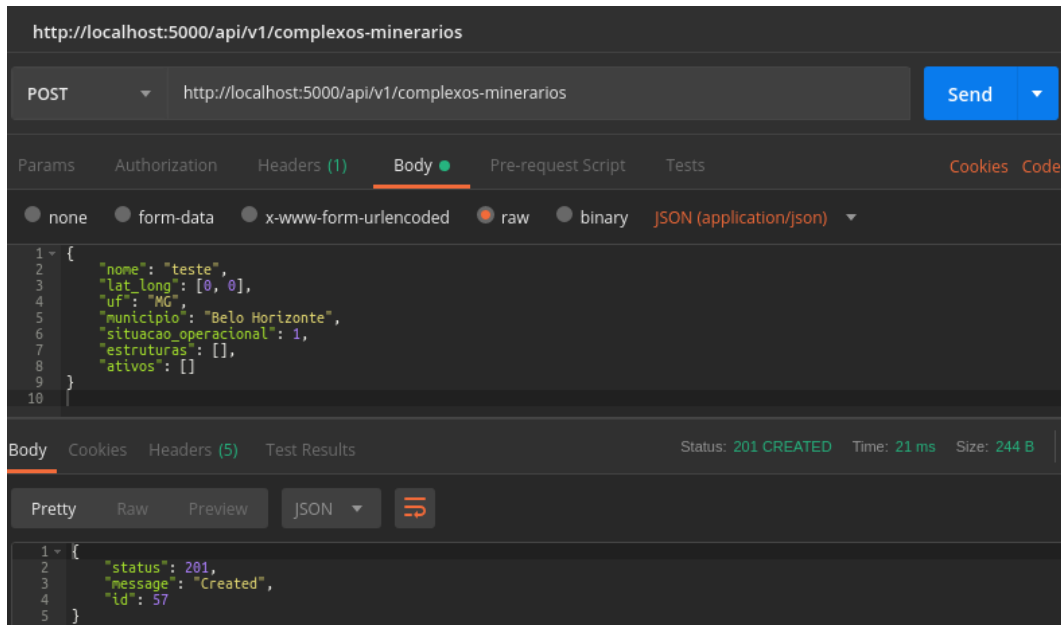 http://localhost:5000/api/v1/complexos-minerarios
POST http://localhost:5000/api/v1/complexos-minerarios Send
Params Authorization Headers (1) Body Pre-request Script Tests Cookies Code
none form-data x-www-form-urlencoded raw binary JSON (application/json)
1 {
2 "nome": "teste",
3 "lat_long": [0, 0],
4 "uf": "MG",
5 "municipio": "Belo Horizonte",
6 "situacao_operacional": 1,
7 "estruturas": [],
8 "ativos": []
9 }
10
Body Cookies Headers (5) Test Results Status: 201 CREATED Time: 21 ms Size: 244 B
Pretty Raw Preview JSON
1 {
2 "status": 201,
3 "message": "Created",
4 "id": 57
5 }